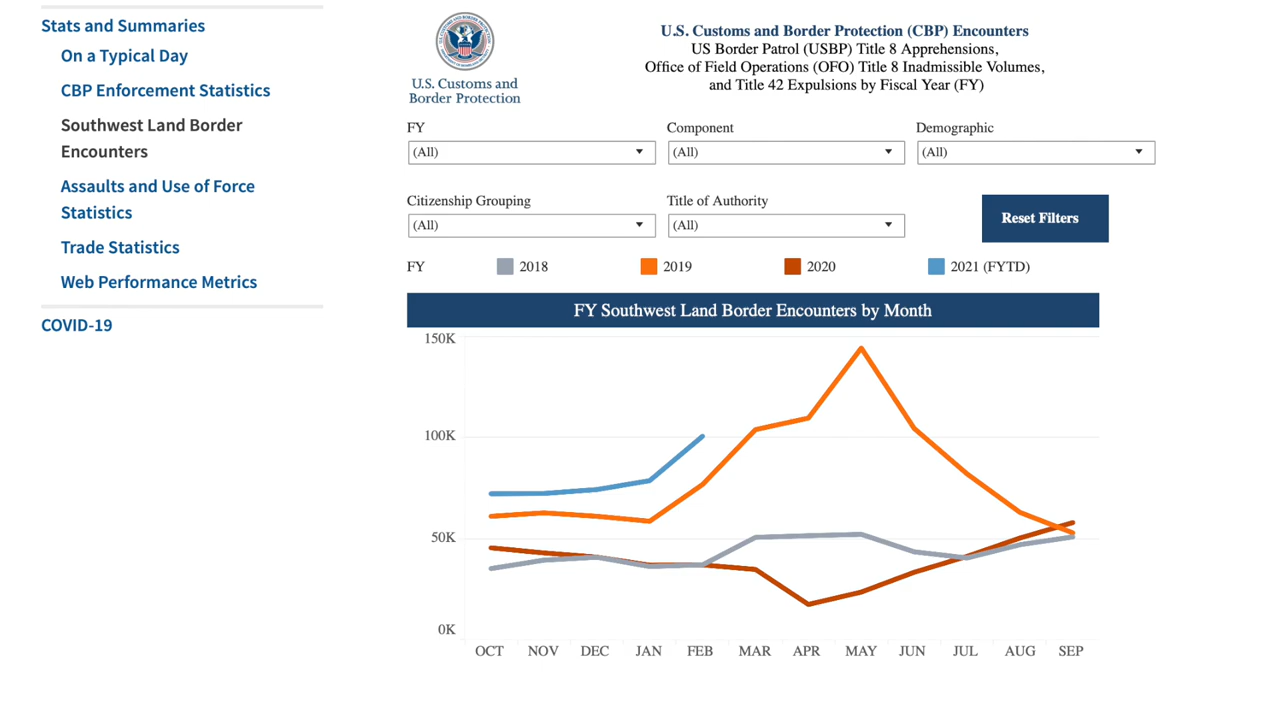 Stats and Summaries
On a Typical Day
CBP Enforcement Statistics
Southwest Land Border
Encounters
Assaults and Use of Force
Statistics
Trade Statistics
Web Performance Metrics
COVID-19
U.S. Customs and
Border Protection
U.S. Customs and Border Protection (CBP) Encounters
US Border Patrol (USBP) Title 8 Apprehensions,
Office of Field Operations (OFO) Title 8 Inadmissible Volumes,
and Title 42 Expulsions by Fiscal Year (FY)
FY Component Demographic
(All) (All) (All)
Citizenship Grouping Title of Authority
(All) (All) Reset Filters
FY 2018 2019 2020 2021 (FYTD)
FY Southwest Land Border Encounters by Month
150K
100K
50K
0K
OCT NOV DEC JAN FEB MAR APR MAY JUN JUL AUG SEP